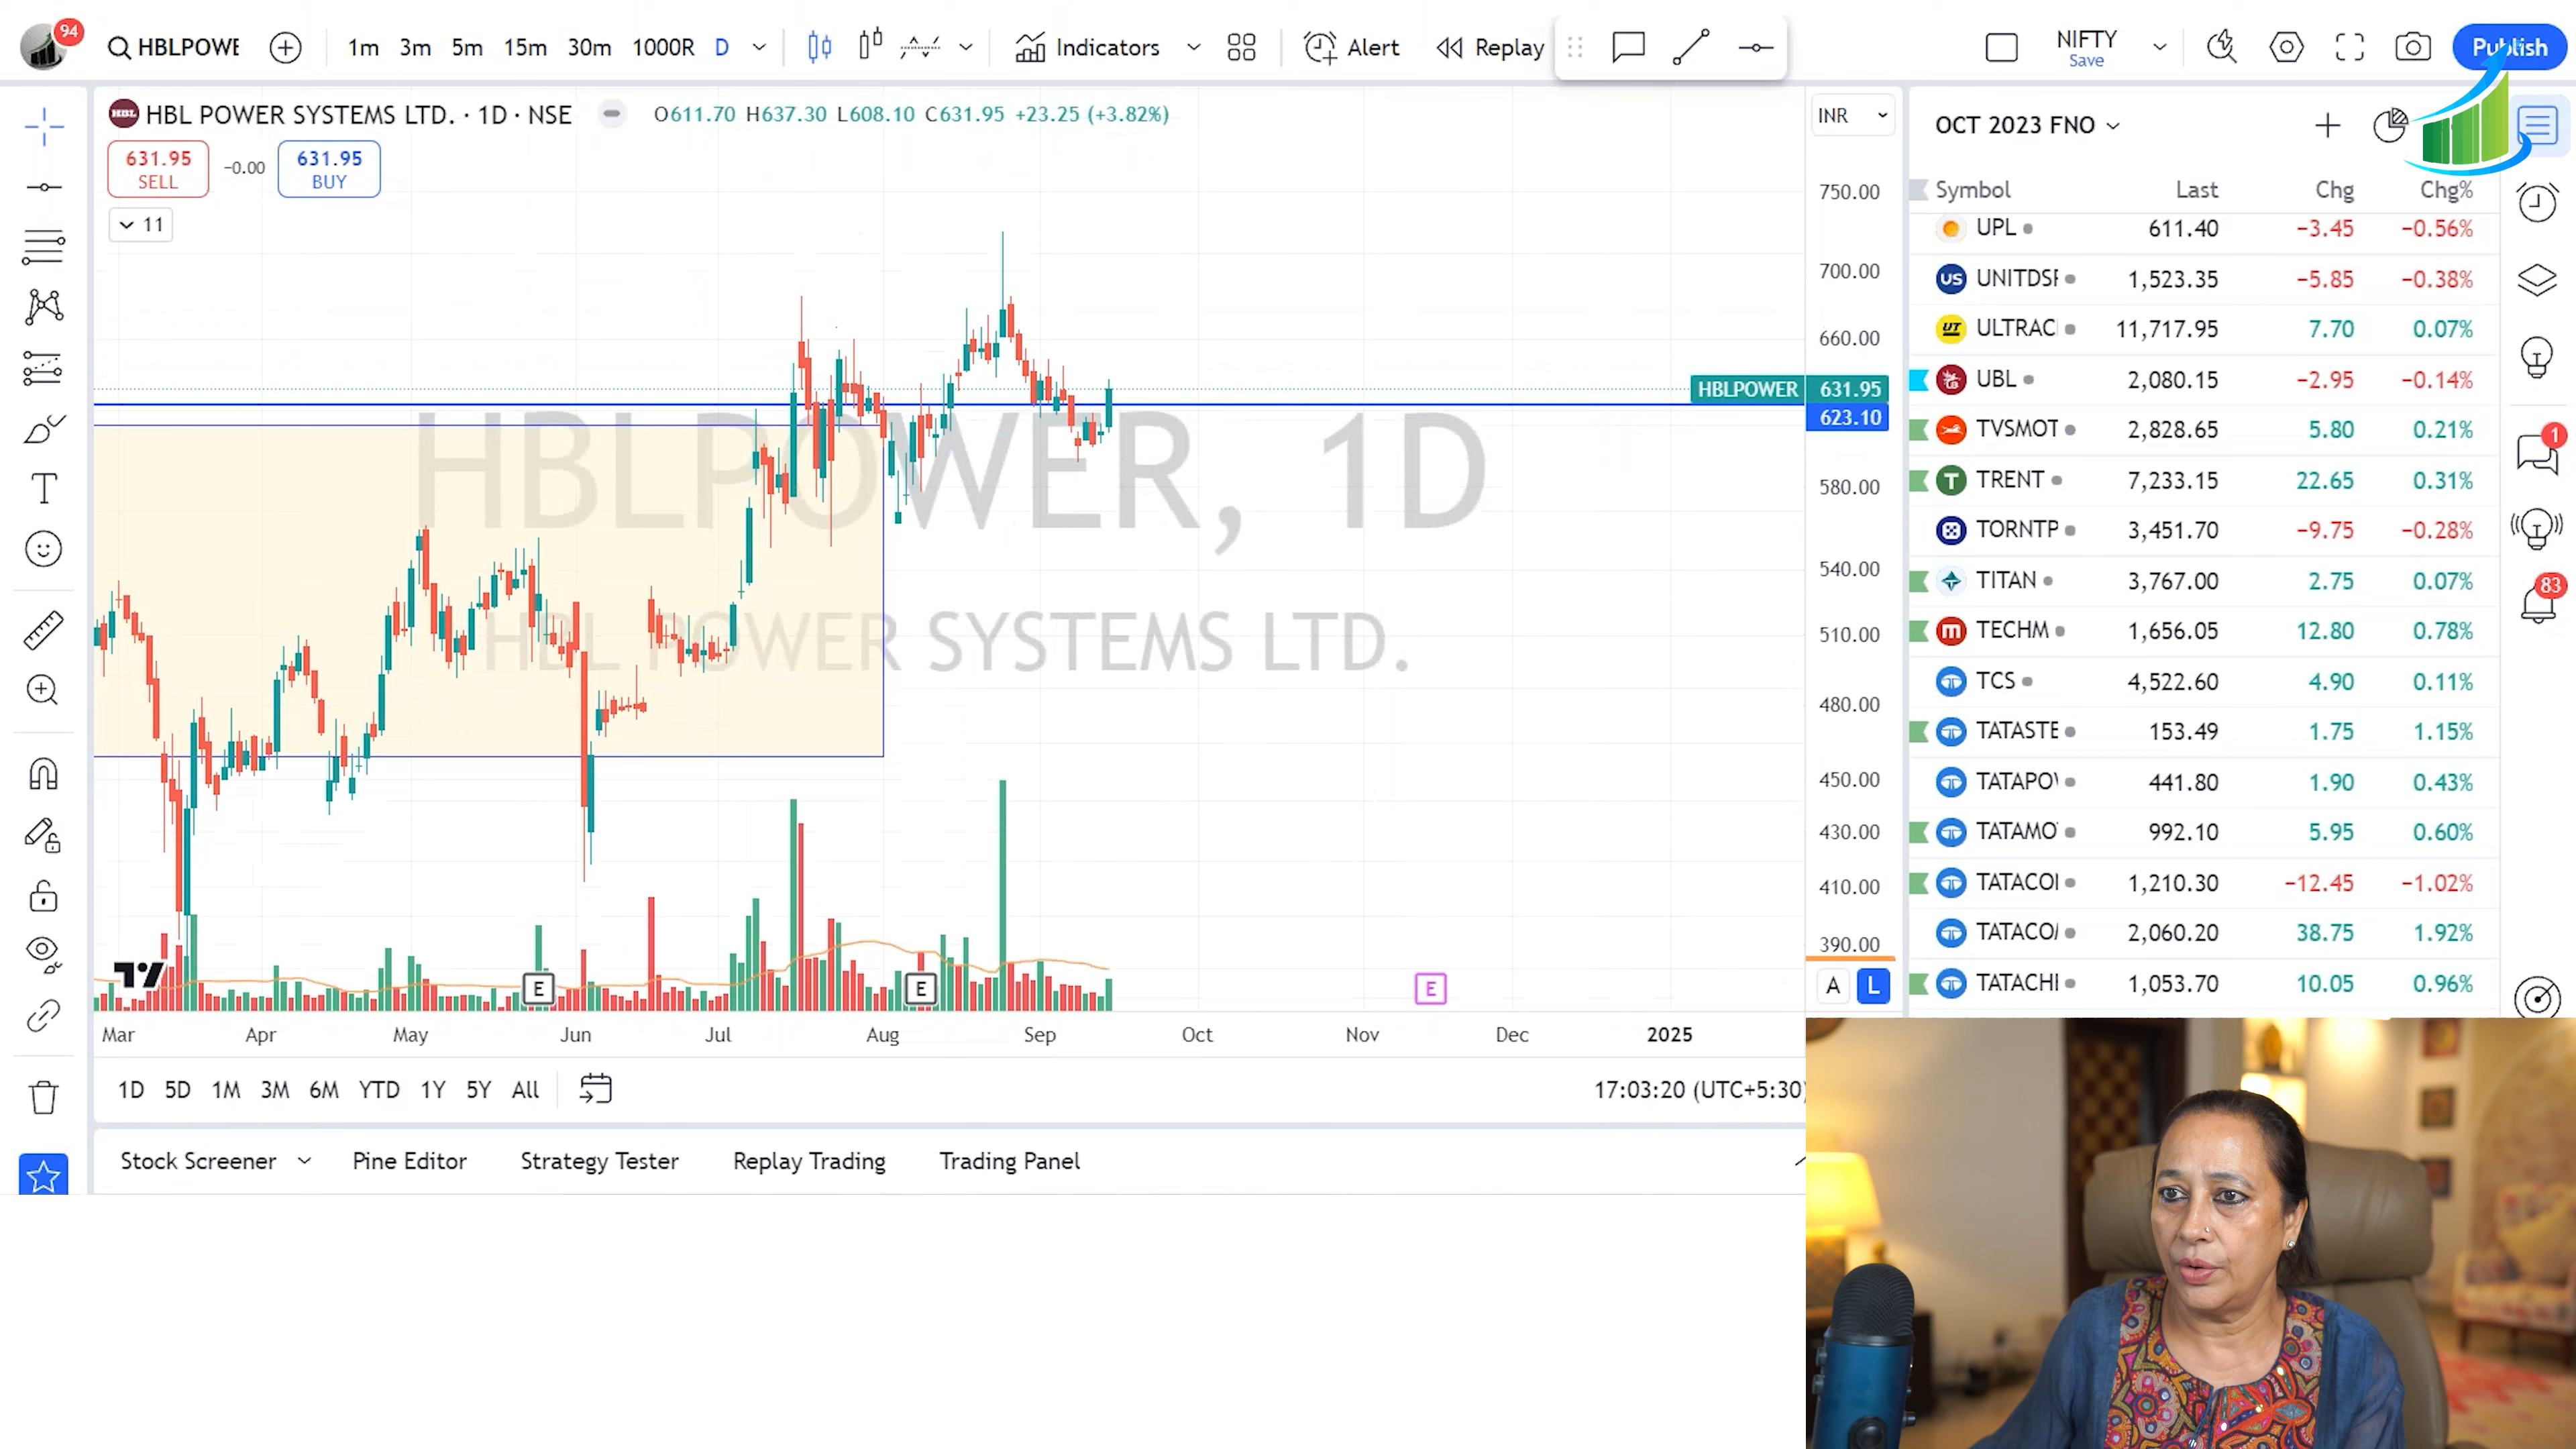 94
HBLPOWE
1m 3m 5m 15m 30m 1000R D
Indicators
Alert
Replay
NIFTY
Save
Publish
HBL HBL POWER SYSTEMS LTD. · 1D · NSE
O611.70 H637.30 L608.10 C631.95 +23.25 (+3.82%)
631.95
SELL
−0.00
631.95
BUY
11
HBLPOWER, 1D
HBL POWER SYSTEMS LTD.
INR
750.00
700.00
660.00
HBLPOWER 631.95
623.10
580.00
540.00
510.00
480.00
450.00
430.00
410.00
390.00
A L
E E E
Mar Apr May Jun Jul Aug Sep Oct Nov Dec 2025
1D 5D 1M 3M 6M YTD 1Y 5Y All
17:03:20 (UTC+5:30)
Stock Screener Pine Editor Strategy Tester Replay Trading Trading Panel
OCT 2023 FNO
Symbol Last Chg Chg%
UPL 611.40 −3.45 −0.56%
US UNITDSP 1,523.35 −5.85 −0.38%
UT ULTRAC 11,717.95 7.70 0.07%
UBL 2,080.15 −2.95 −0.14%
TVSMOT 2,828.65 5.80 0.21%
T TRENT 7,233.15 22.65 0.31%
TORNTP 3,451.70 −9.75 −0.28%
TITAN 3,767.00 2.75 0.07%
m TECHM 1,656.05 12.80 0.78%
TCS 4,522.60 4.90 0.11%
TATASTE 153.49 1.75 1.15%
TATAPO 441.80 1.90 0.43%
TATAMO 992.10 5.95 0.60%
TATACO 1,210.30 −12.45 −1.02%
TATACO 2,060.20 38.75 1.92%
TATACHI 1,053.70 10.05 0.96%
1
83